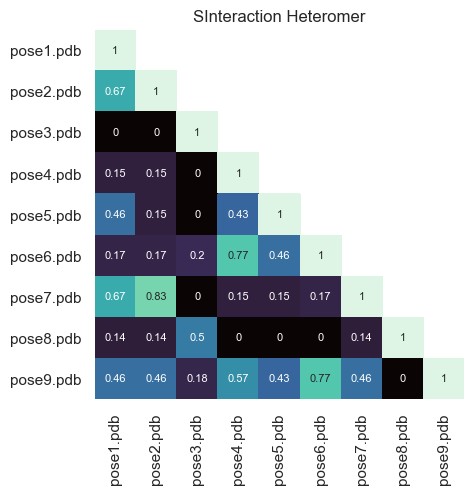 SInteraction Heteromer
pose1.pdb 1
pose2.pdb 0.67 1
pose3.pdb 0 0 1
pose4.pdb 0.15 0.15 0 1
pose5.pdb 0.46 0.15 0 0.43 1
pose6.pdb 0.17 0.17 0.2 0.77 0.46 1
pose7.pdb 0.67 0.83 0 0.15 0.15 0.17 1
pose8.pdb 0.14 0.14 0.5 0 0 0 0.14 1
pose9.pdb 0.46 0.46 0.18 0.57 0.43 0.77 0.46 0 1
pose1.pdb pose2.pdb pose3.pdb pose4.pdb pose5.pdb pose6.pdb pose7.pdb pose8.pdb pose9.pdb